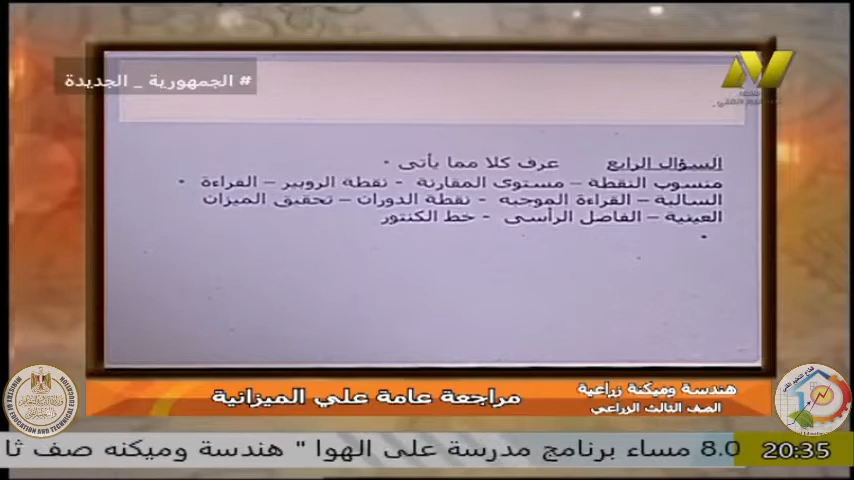 # الجمهورية _ الجديدة
السؤال الرابع عرف كلا مما يأتى •
منسوب النقطة – مستوى المقارنة - نقطة الروبير – القراءة •
السالبة – القراءة الموجبه - نقطة الدوران – تحقيق الميزان
العينية – الفاصل الرأسى - خط الكنتور
•
هندسة وميكنة زراعية
الصف الثالث الزراعي
مراجعة عامة علي الميزانية
8.0 مساء برنامج مدرسة على الهوا " هندسة وميكنه صف ثا
20:35